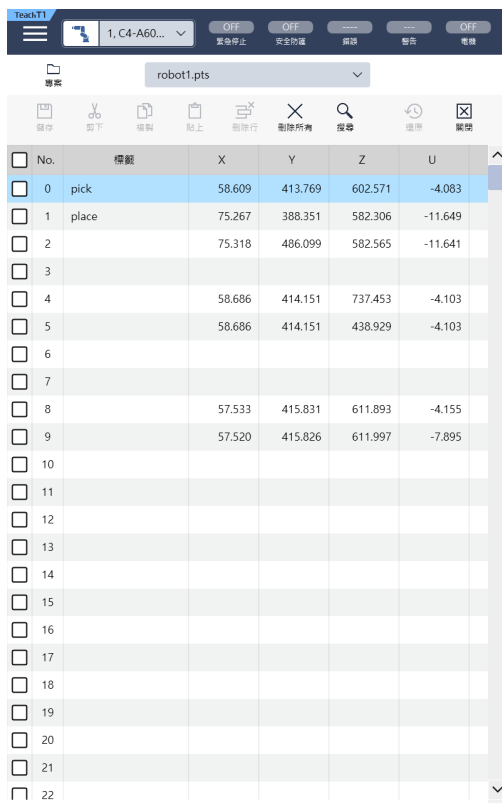 TeachT1
1, C4-A60...
OFF
緊急停止
OFF
安全防護
----
錯誤
---
警告
OFF
電機
專案
robot1.pts
儲存
剪下
複製
貼上
刪除行
刪除所有
搜尋
還原
關閉
No. 標籤 X Y Z U
0 pick 58.609 413.769 602.571 -4.083
1 place 75.267 388.351 582.306 -11.649
2 75.318 486.099 582.565 -11.641
3
4 58.686 414.151 737.453 -4.103
5 58.686 414.151 438.929 -4.103
6
7
8 57.533 415.831 611.893 -4.155
9 57.520 415.826 611.997 -7.895
10
11
12
13
14
15
16
17
18
19
20
21
22